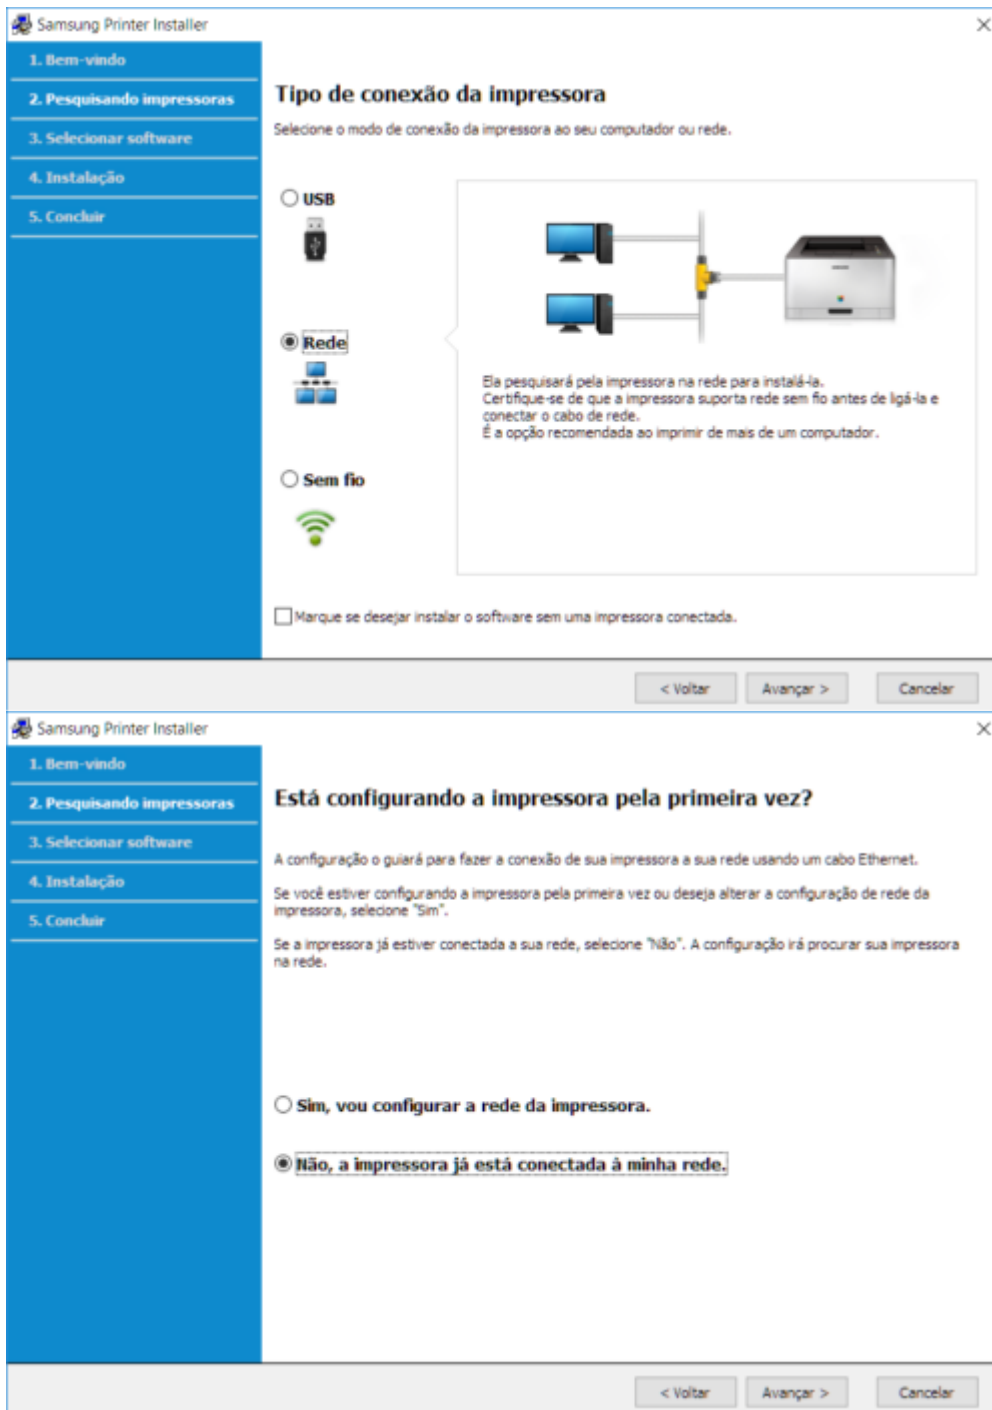 Samsung Printer Installer
1. Bem-vindo
2. Pesquisando impressoras
3. Selecionar software
4. Instalação
5. Concluir
Tipo de conexão da impressora
Selecione o modo de conexão da impressora ao seu computador ou rede.
USB
Rede
Sem fio
Ela pesquisará pela impressora na rede para instalá-la.
Certifique-se de que a impressora suporta rede sem fio antes de ligá-la e
conectar o cabo de rede.
É a opção recomendada ao imprimir de mais de um computador.
Marque se desejar instalar o software sem uma impressora conectada.
< Voltar
Avançar >
Cancelar
Samsung Printer Installer
1. Bem-vindo
2. Pesquisando impressoras
3. Selecionar software
4. Instalação
5. Concluir
Está configurando a impressora pela primeira vez?
A configuração o guiará para fazer a conexão de sua impressora a sua rede usando um cabo Ethernet.
Se você estiver configurando a impressora pela primeira vez ou deseja alterar a configuração de rede da
impressora, selecione "Sim".
Se a impressora já estiver conectada a sua rede, selecione "Não". A configuração irá procurar sua impressora
na rede.
Sim, vou configurar a rede da impressora.
Não, a impressora já está conectada à minha rede.
< Voltar
Avançar >
Cancelar